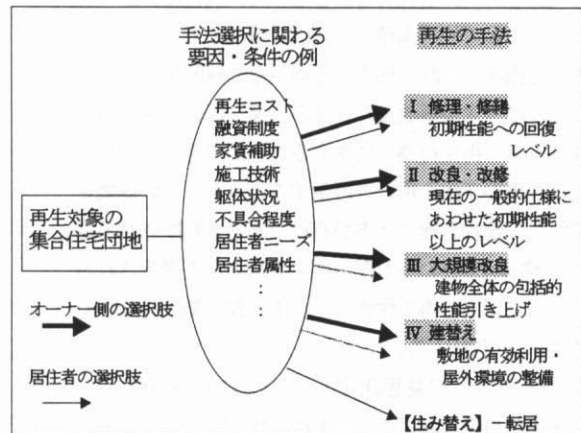 手法選択に関わる
要因・条件の例
再生コスト
融資制度
家賃補助
施工技術
躯体状況
不具合程度
居住者ニーズ
居住者属性
:
:
再生対象の
集合住宅団地
オーナー側の選択肢
居住者の選択肢
再生の手法
Ⅰ 修理・修繕
初期性能への回復
レベル
Ⅱ 改良・改修
現在の一般的仕様に
あわせた初期性能
以上のレベル
Ⅲ 大規模改良
建物全体の包括的
性能引き上げ
Ⅳ 建替え
敷地の有効利用・
屋外環境の整備
【住み替え】－転居